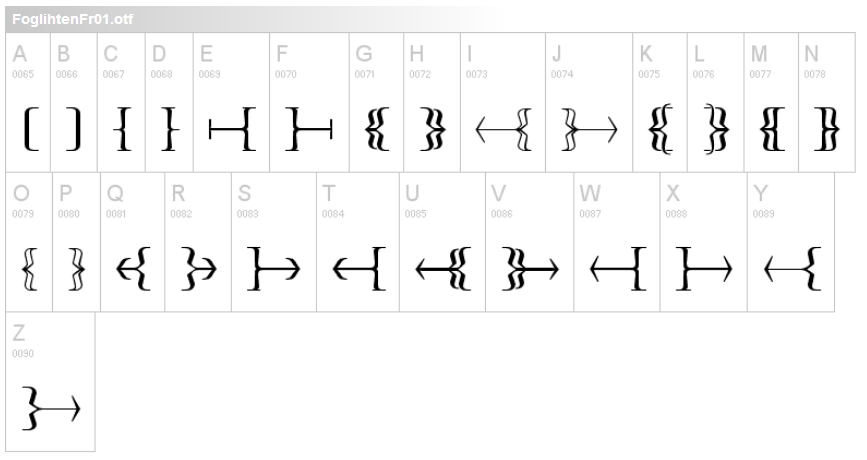 FoglihtenFr01.otf
A B C D E F G H I J K L M N
0065 0066 0067 0068 0069 0070 0071 0072 0073 0074 0075 0076 0077 0078
O P Q R S T U V W X Y
0079 0080 0081 0082 0083 0084 0085 0086 0087 0088 0089
Z
0090